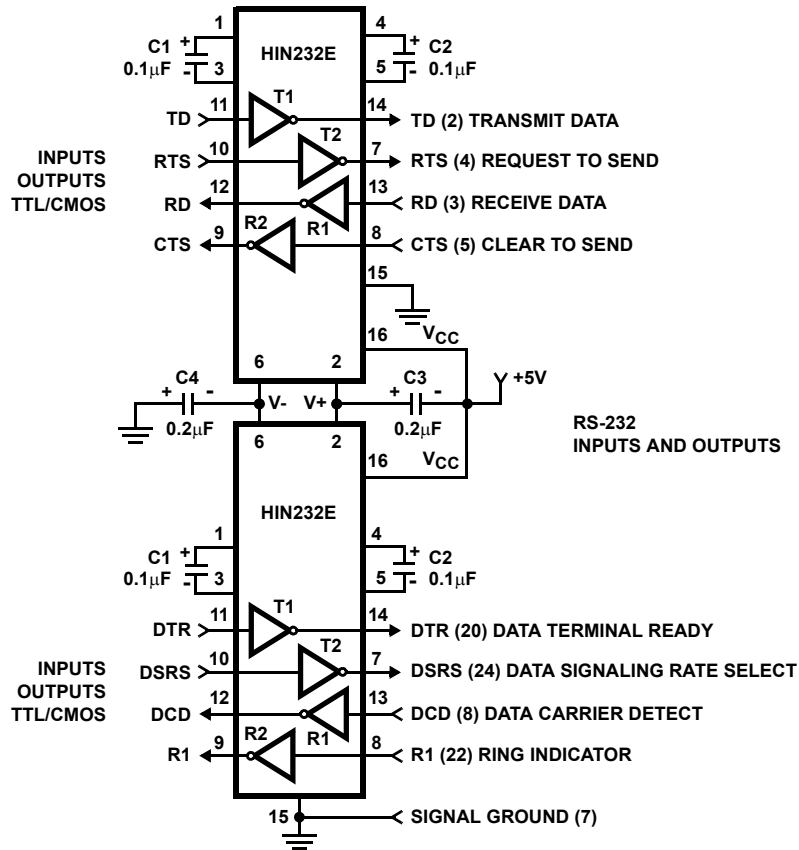 1
4
HIN232E
C1 +
0.1µF
-
3
+ C2
- 0.1µF
5
T1
11
14
TD
TD (2) TRANSMIT DATA
T2
10
7
RTS
RTS (4) REQUEST TO SEND
INPUTS
OUTPUTS
TTL/CMOS
12
13
RD
RD (3) RECEIVE DATA
R2
R1
9
8
CTS
CTS (5) CLEAR TO SEND
15
16
VCC
6
2
C4
+ -
0.2µF
V-
V+
C3
+ -
0.2µF
+5V
RS-232
INPUTS AND OUTPUTS
6
2
16
VCC
HIN232E
1
4
C1 +
0.1µF
-
3
+ C2
- 0.1µF
5
T1
11
14
DTR
DTR (20) DATA TERMINAL READY
T2
10
7
DSRS
DSRS (24) DATA SIGNALING RATE SELECT
INPUTS
OUTPUTS
TTL/CMOS
12
13
DCD
DCD (8) DATA CARRIER DETECT
R2
R1
9
8
R1
R1 (22) RING INDICATOR
15
SIGNAL GROUND (7)